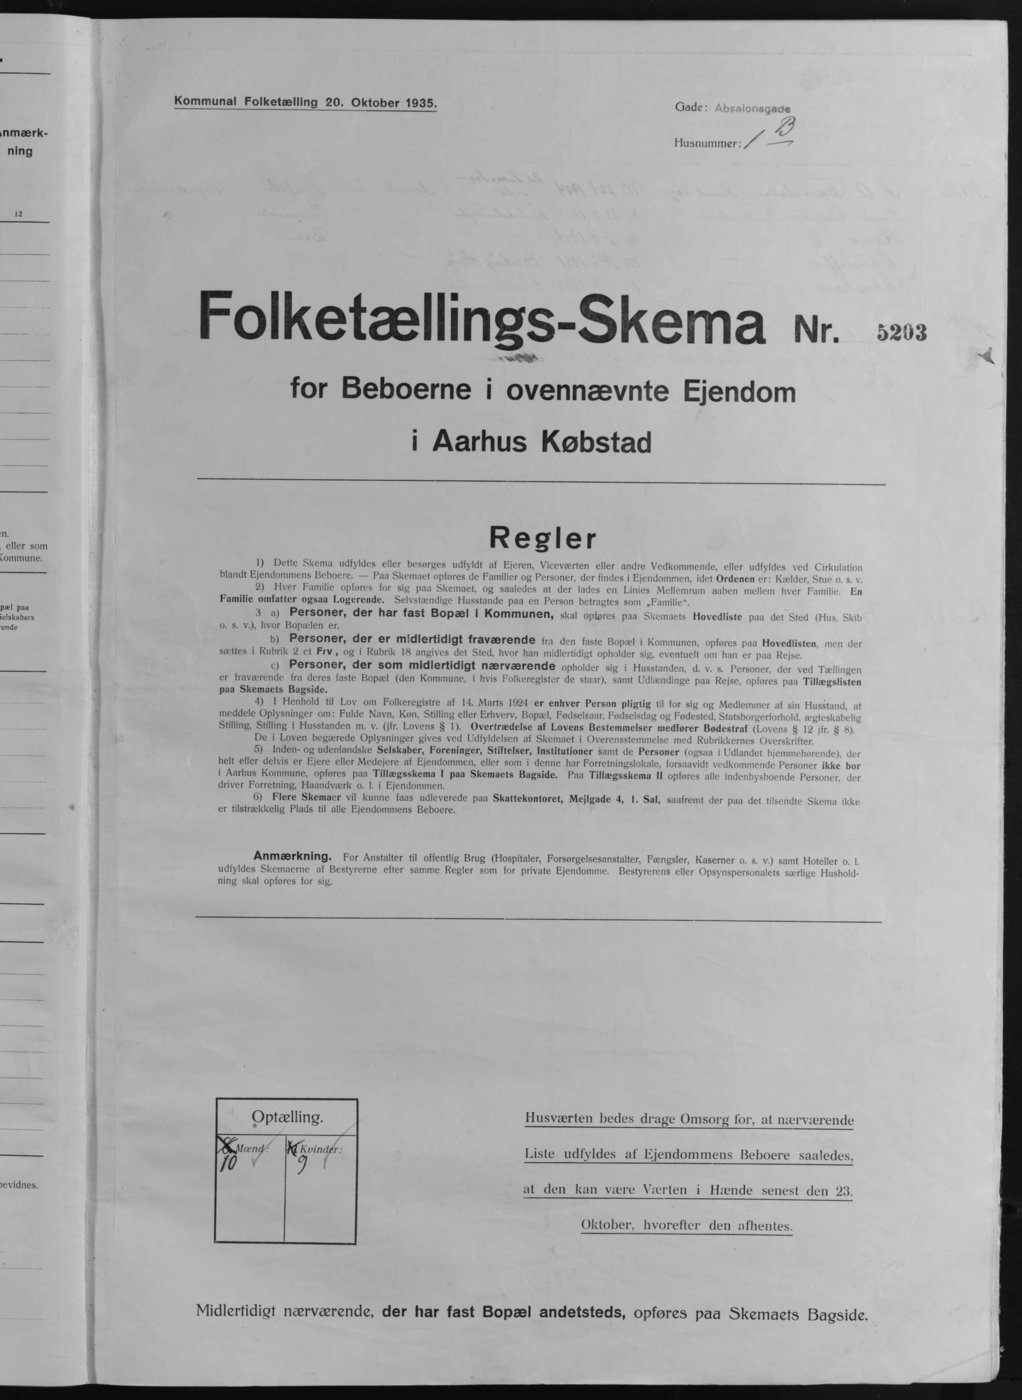 Anmærk-
ning
12
en.
, eller som
Kommune.
pæl paa
Selskabers
rende
bevidnes.
Kommunal Folketælling 20. Oktober 1935.
Gade: Absalonsgade
Husnummer: 1 B
Folketællings-Skema Nr. 5203
for Beboerne i ovennævnte Ejendom
i Aarhus Købstad
Regler
1) Dette Skema udfyldes eller besørges udfyldt af Ejeren, Viceværten eller andre Vedkommende, eller udfyldes ved Cirkulation
blandt Ejendommens Beboere. — Paa Skemaet opføres de Familier og Personer, der findes i Ejendommen, idet Ordenen er: Kælder, Stue o. s. v.
2) Hver Familie opføres for sig paa Skemaet, og saaledes at der lades en Linies Mellemrum aaben mellem hver Familie. En
Familie omfatter ogsaa Logerende. Selvstændige Husstande paa en Person betragtes som „Familie“.
3 a) Personer, der har fast Bopæl i Kommunen, skal opføres paa Skemaets Hovedliste paa det Sted (Hus, Skib
o. s. v.), hvor Bopælen er.
b) Personer, der er midlertidigt fraværende fra den faste Bopæl i Kommunen, opføres paa Hovedlisten, men der
sættes i Rubrik 2 et Frv, og i Rubrik 18 angives det Sted, hvor han midlertidigt opholder sig, eventuelt om han er paa Rejse.
c) Personer, der som midlertidigt nærværende opholder sig i Husstanden, d. v. s. Personer, der ved Tællingen
er fraværende fra deres faste Bopæl (den Kommune, i hvis Folkeregister de staar), samt Udlændinge paa Rejse, opføres paa Tillægslisten
paa Skemaets Bagside.
4) I Henhold til Lov om Folkeregistre af 14. Marts 1924 er enhver Person pligtig til for sig og Medlemmer af sin Husstand, at
meddele Oplysninger om: Fulde Navn, Køn, Stilling eller Erhverv, Bopæl, Fødselsaar, Fødselsdag og Fødested, Statsborgerforhold, ægteskabelig
Stilling, Stilling i Husstanden m. v. (jfr. Lovens § 1). Overtrædelse af Lovens Bestemmelser medfører Bødestraf (Lovens § 12 jfr. § 8).
De i Loven begærede Oplysninger gives ved Udfyldelsen af Skemaet i Overensstemmelse med Rubrikkernes Overskrifter.
5) Inden- og udenlandske Selskaber, Foreninger, Stiftelser, Institutioner samt de Personer (ogsaa i Udlandet hjemmehørende), der
helt eller delvis er Ejere eller Medejere af Ejendommen, eller som i denne har Forretningslokale, forsaavidt vedkommende Personer ikke bor
i Aarhus Kommune, opføres paa Tillægsskema I paa Skemaets Bagside. Paa Tillægsskema II opføres alle indenbysboende Personer, der
driver Forretning, Haandværk o. l. i Ejendommen.
6) Flere Skemaer vil kunne faas udleverede paa Skattekontoret, Mejlgade 4, 1. Sal, saafremt der paa det tilsendte Skema ikke
er tilstrækkelig Plads til alle Ejendommens Beboere.
Anmærkning. For Anstalter til offentlig Brug (Hospitaler, Forsørgelsesanstalter, Fængsler, Kaserner o. s. v.) samt Hoteller o. l.
udfyldes Skemaerne af Bestyrerne efter samme Regler som for private Ejendomme. Bestyrerens eller Opsynspersonalets særlige Hushold-
ning skal opføres for sig.
Optælling.
Mænd: Kvinder:
10 9
Husværten bedes drage Omsorg for, at nærværende
Liste udfyldes af Ejendommens Beboere saaledes,
at den kan være Værten i Hænde senest den 23.
Oktober, hvorefter den afhentes.
Midlertidigt nærværende, der har fast Bopæl andetsteds, opføres paa Skemaets Bagside.